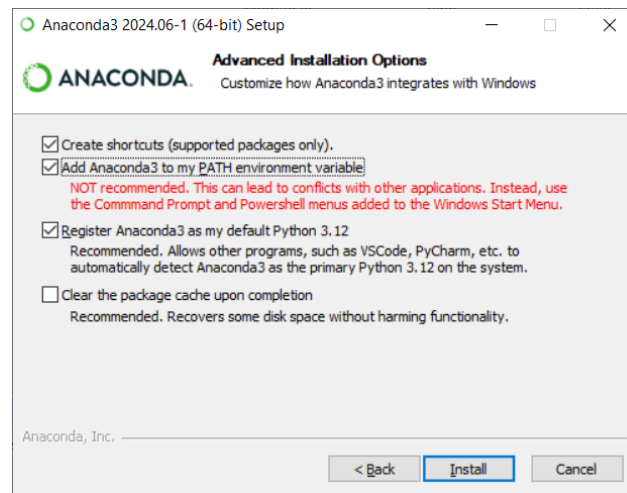 Anaconda3 2024.06-1 (64-bit) Setup
ANACONDA.
Advanced Installation Options
Customize how Anaconda3 integrates with Windows
Create shortcuts (supported packages only).
Add Anaconda3 to my PATH environment variable
NOT recommended. This can lead to conflicts with other applications. Instead, use
the Commmand Prompt and Powershell menus added to the Windows Start Menu.
Register Anaconda3 as my default Python 3.12
Recommended. Allows other programs, such as VSCode, PyCharm, etc. to
automatically detect Anaconda3 as the primary Python 3.12 on the system.
Clear the package cache upon completion
Recommended. Recovers some disk space without harming functionality.
Anaconda, Inc.
< Back Install Cancel